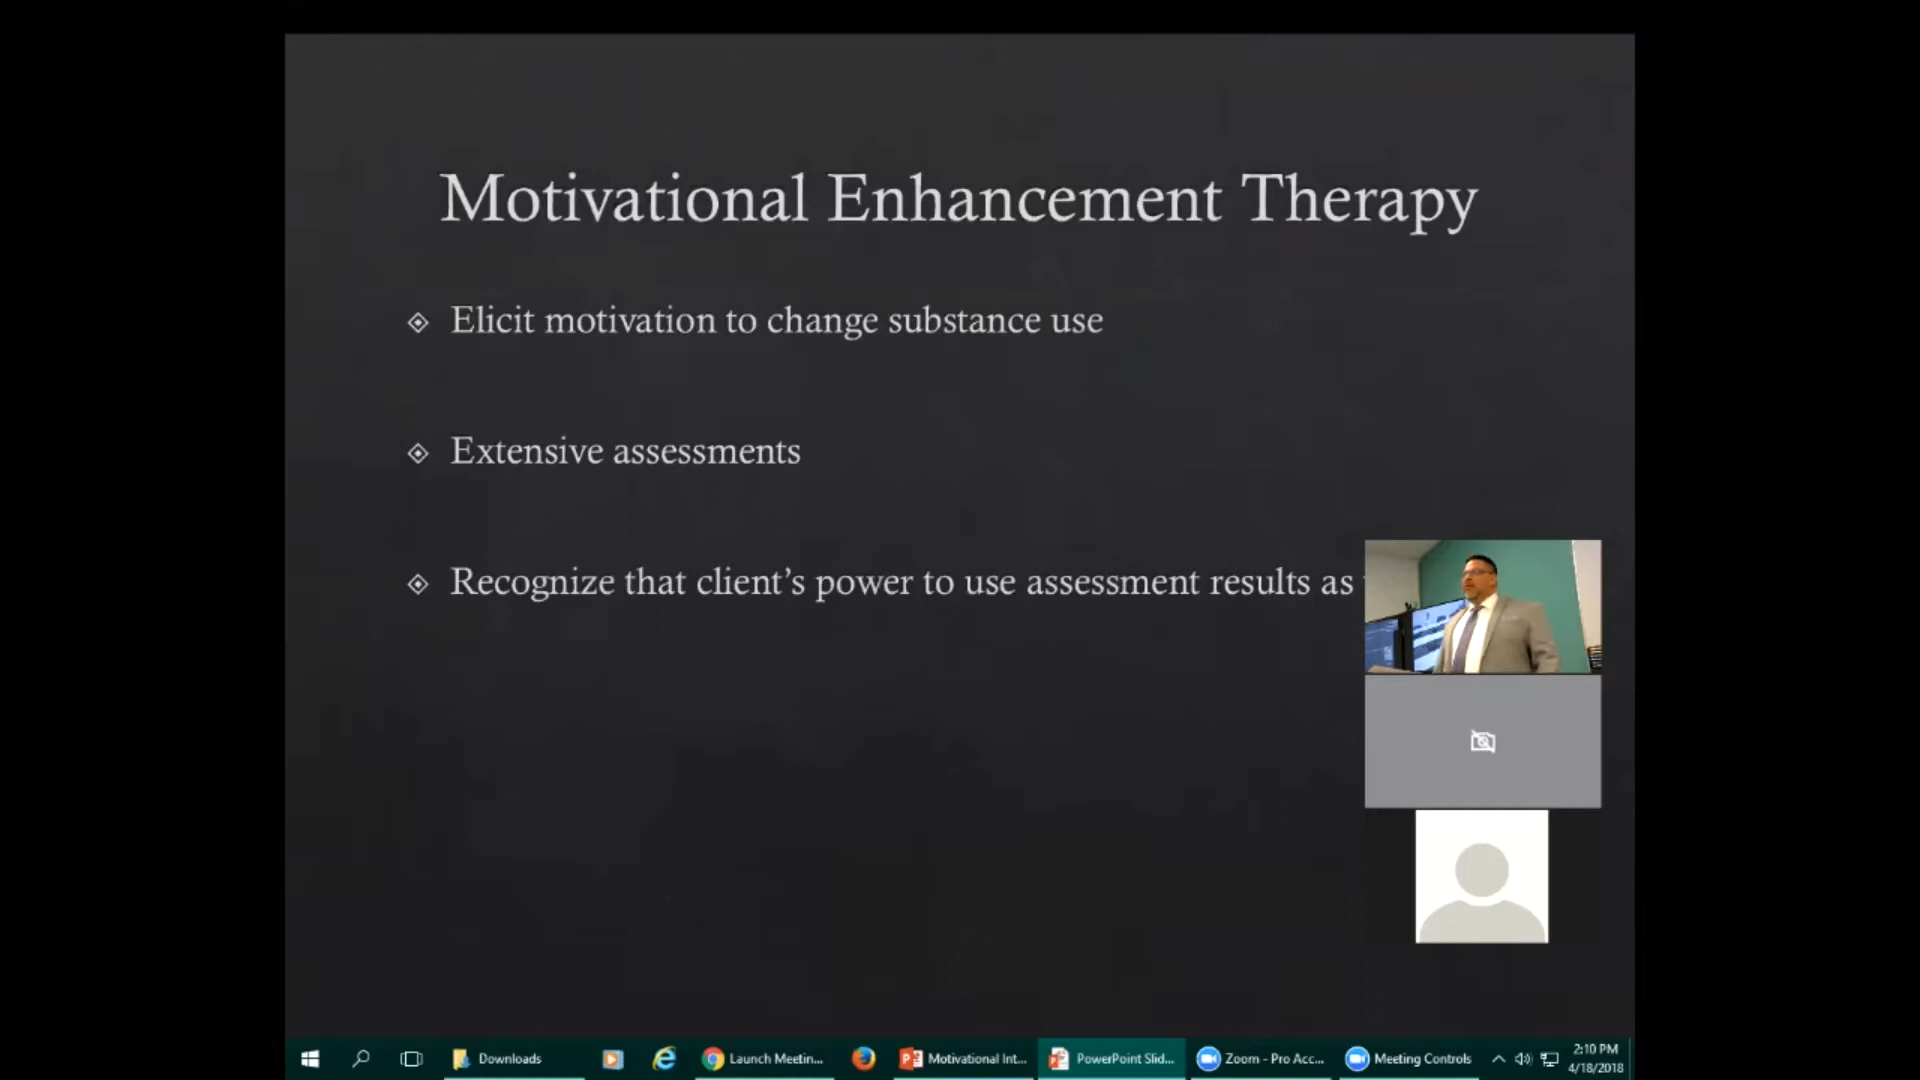 Motivational Enhancement Therapy
Elicit motivation to change substance use
Extensive assessments
Recognize that client’s power to use assessment results as
Downloads
Launch Meetin...
Motivational Int...
PowerPoint Slid...
Zoom - Pro Acc...
Meeting Controls
2:10 PM
4/18/2018